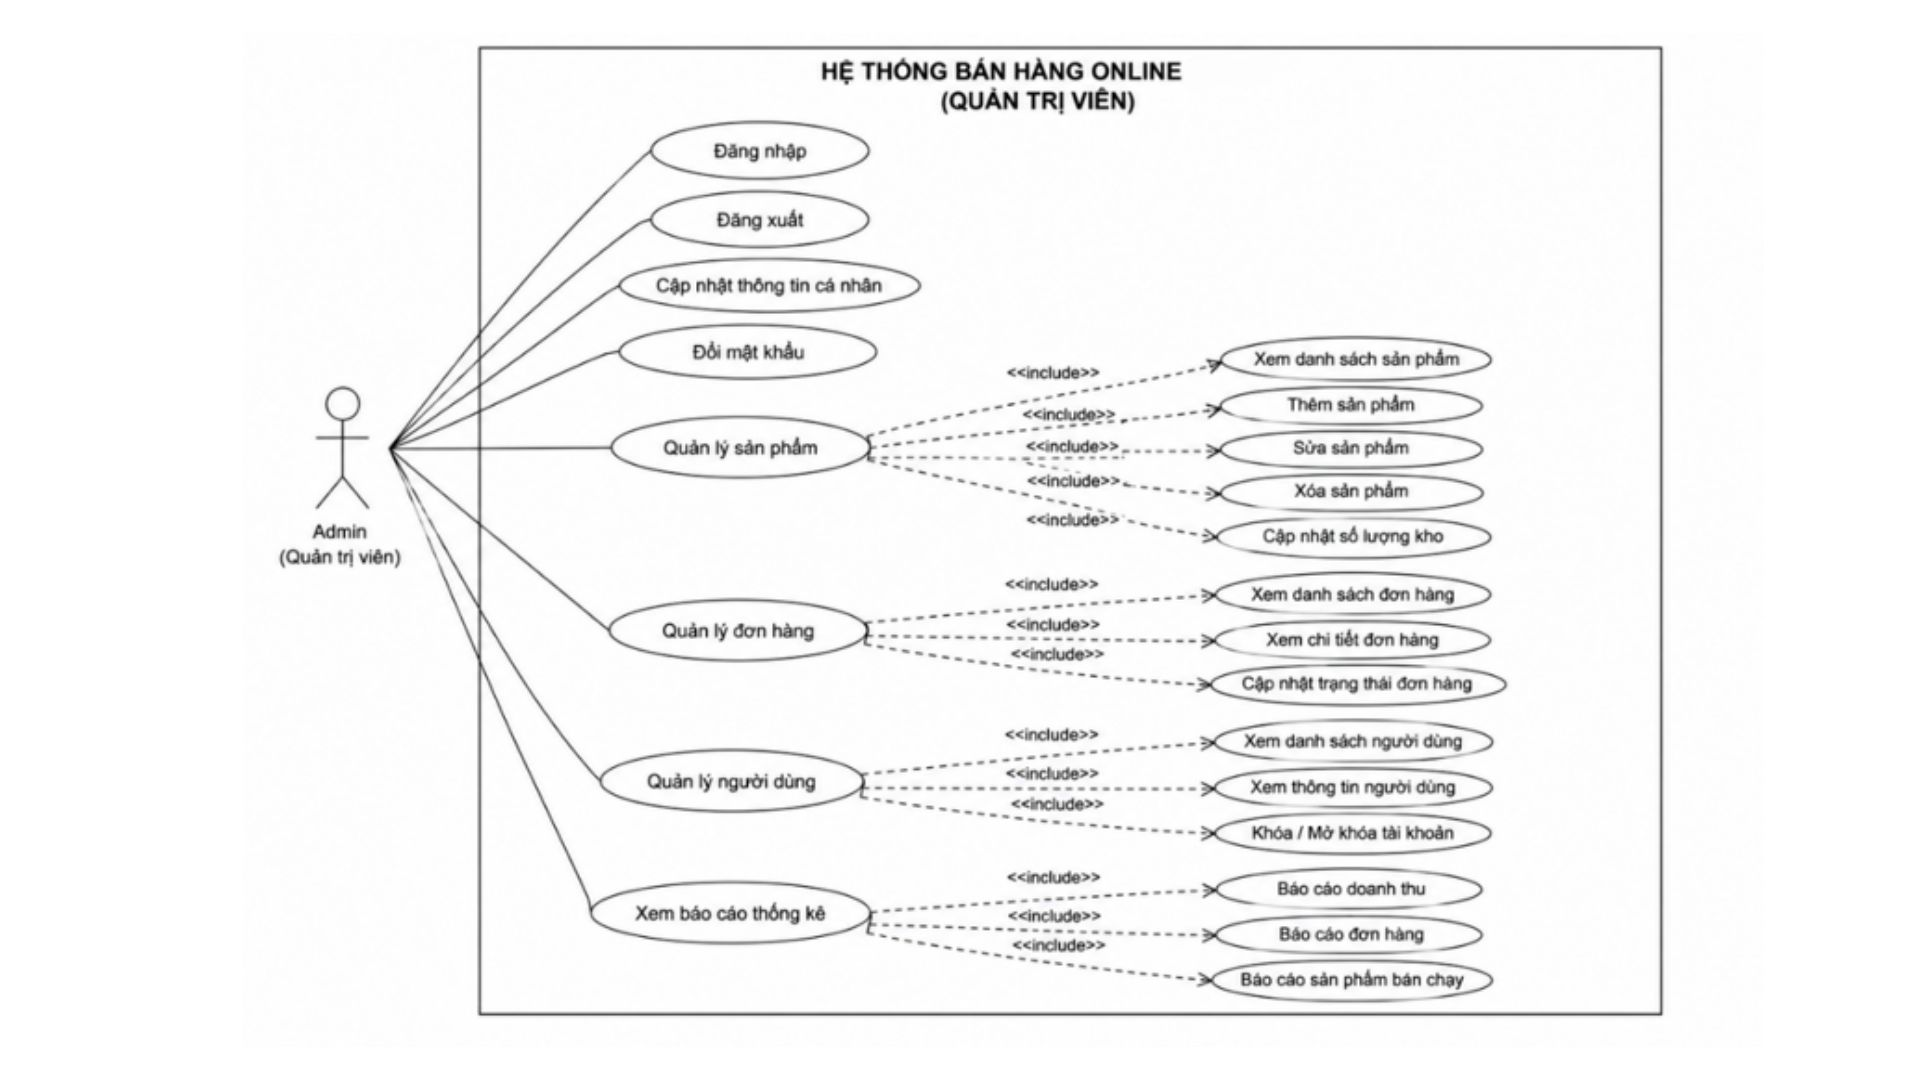 HỆ THỐNG BÁN HÀNG ONLINE
(QUẢN TRỊ VIÊN)
Đăng nhập
Đăng xuất
Cập nhật thông tin cá nhân
Đổi mật khẩu
Admin
(Quản trị viên)
Quản lý sản phẩm
<<include>>
Xem danh sách sản phẩm
<<include>>
Thêm sản phẩm
<<include>>
Sửa sản phẩm
<<include>>
Xóa sản phẩm
<<include>>
Cập nhật số lượng kho
Quản lý đơn hàng
<<include>>
Xem danh sách đơn hàng
<<include>>
Xem chi tiết đơn hàng
<<include>>
Cập nhật trạng thái đơn hàng
Quản lý người dùng
<<include>>
Xem danh sách người dùng
<<include>>
Xem thông tin người dùng
<<include>>
Khóa / Mở khóa tài khoản
Xem báo cáo thống kê
<<include>>
Báo cáo doanh thu
<<include>>
Báo cáo đơn hàng
<<include>>
Báo cáo sản phẩm bán chạy